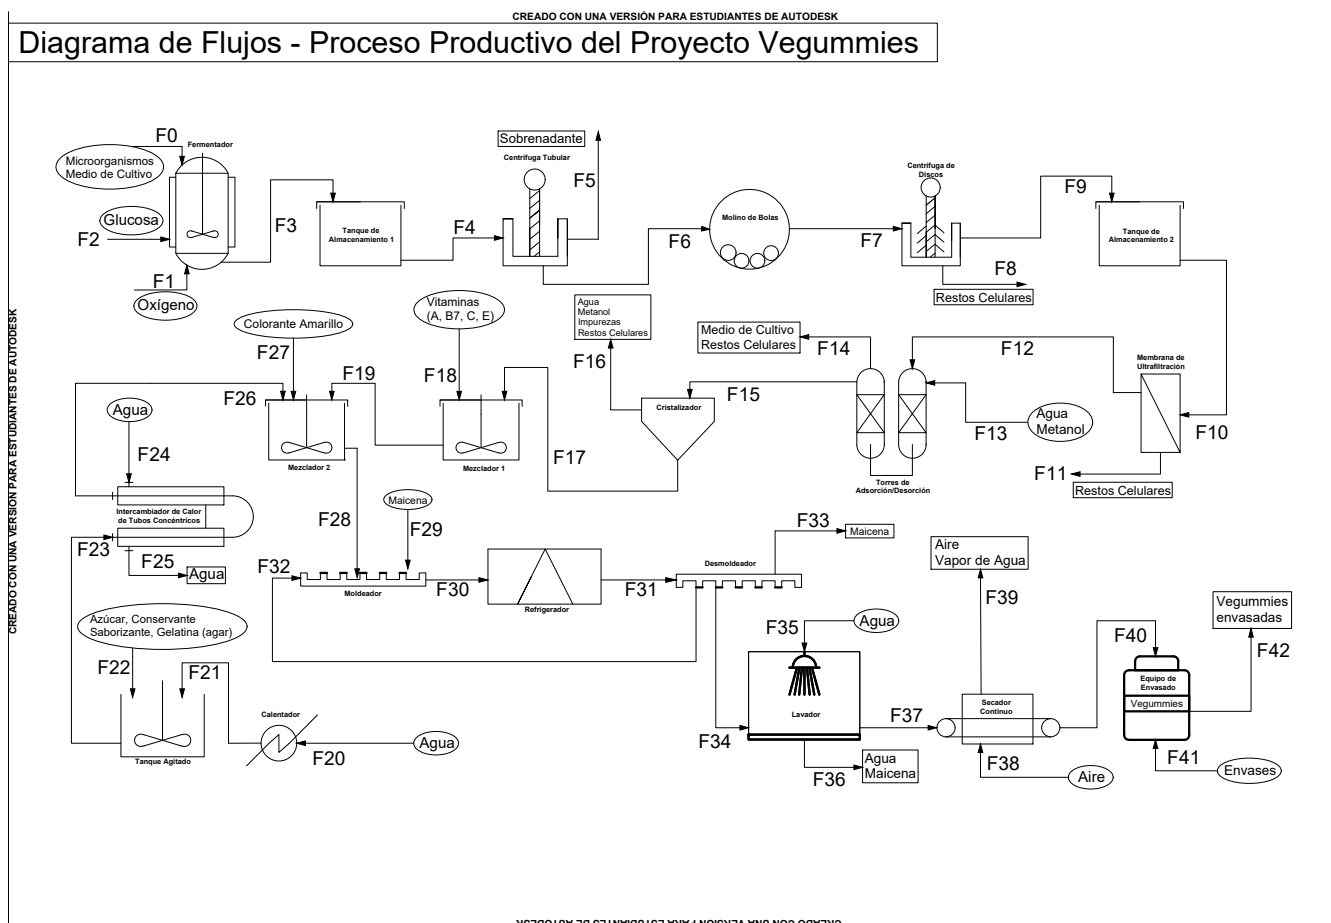 CREADO CON UNA VERSIÓN PARA ESTUDIANTES DE AUTODESK
Diagrama de Flujos - Proceso Productivo del Proyecto Vegummies
CREADO CON UNA VERSIÓN PARA ESTUDIANTES DE AUTODESK
F0
Fermentador
Microorganismos
Medio de Cultivo
Glucosa
F2
F1
Oxígeno
F3
Tanque de
Almacenamiento 1
F4
Sobrenadante
Centrífuga Tubular
F5
F6
Molino de Bolas
F7
Centrífuga de
Discos
F8
Restos Celulares
F9
Tanque de
Almacenamiento 2
F10
Membrana de
Ultrafiltración
F11
Restos Celulares
F12
F13
Agua
Metanol
Torres de
Adsorción/Desorción
F14
Medio de Cultivo
Restos Celulares
F15
Cristalizador
F16
Agua
Metanol
Impurezas
Restos Celulares
F17
Vitaminas
(A, B7, C, E)
F18
Mezclador 1
F19
Colorante Amarillo
F27
F26
Mezclador 2
F28
Agua
F24
Intercambiador de Calor
de Tubos Concéntricos
F23
F25
Agua
Azúcar, Conservante
Saborizante, Gelatina (agar)
F22
F21
Tanque Agitado
Calentador
F20
Agua
Maicena
F29
F32
Moldeador
F30
Refrigerador
F31
Desmoldeador
F33
Maicena
F34
F35
Agua
Lavador
F36
Agua
Maicena
F37
Aire
Vapor de Agua
F39
Secador
Continuo
F38
Aire
F40
Equipo de
Envasado
Vegummies
F41
Envases
F42
Vegummies
envasadas
CREADO CON UNA VERSIÓN PARA ESTUDIANTES DE AUTODESK